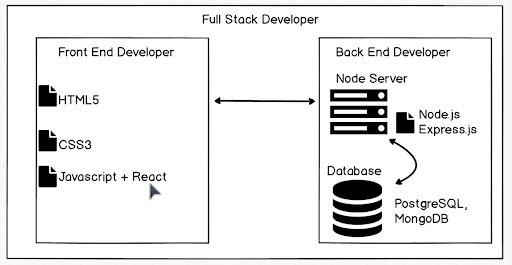 Full Stack Developer
Front End Developer
HTML5
CSS3
Javascript + React
Back End Developer
Node Server
Node.js
Express.js
Database
PostgreSQL,
MongoDB